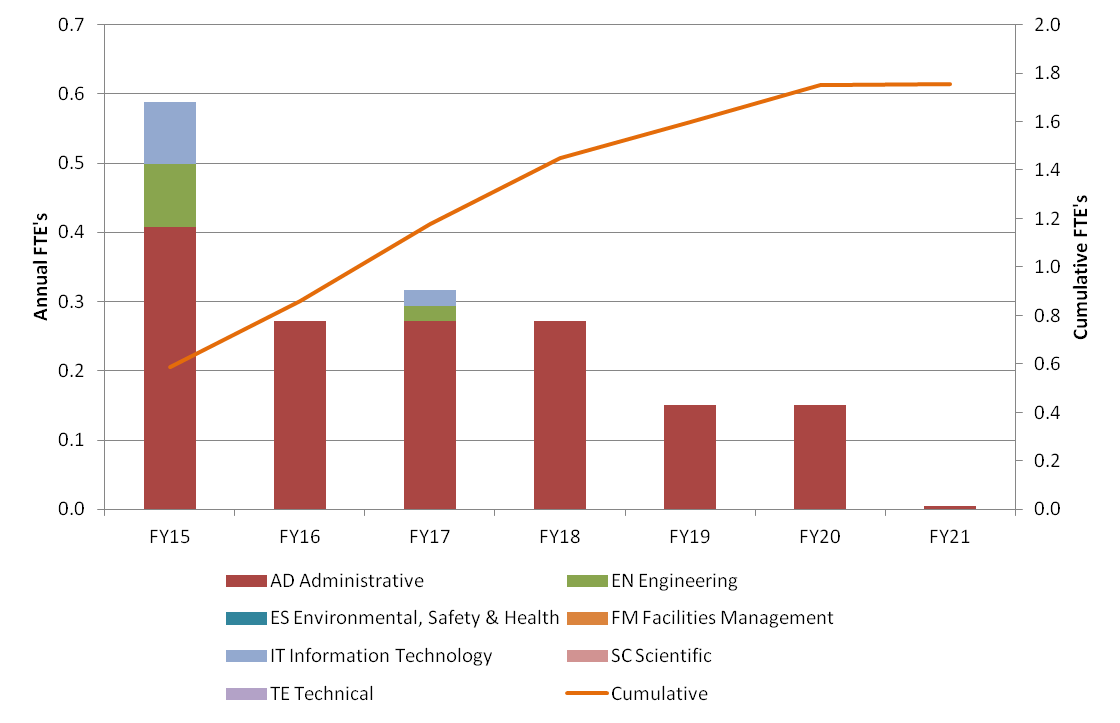 0.7
0.6
0.5
0.4
0.3
0.2
0.1
0.0
Annual FTE's
2.0
1.8
1.6
1.4
1.2
1.0
0.8
0.6
0.4
0.2
0.0
Cumulative FTE's
FY15 FY16 FY17 FY18 FY19 FY20 FY21
AD Administrative EN Engineering
ES Environmental, Safety & Health FM Facilities Management
IT Information Technology SC Scientific
TE Technical Cumulative